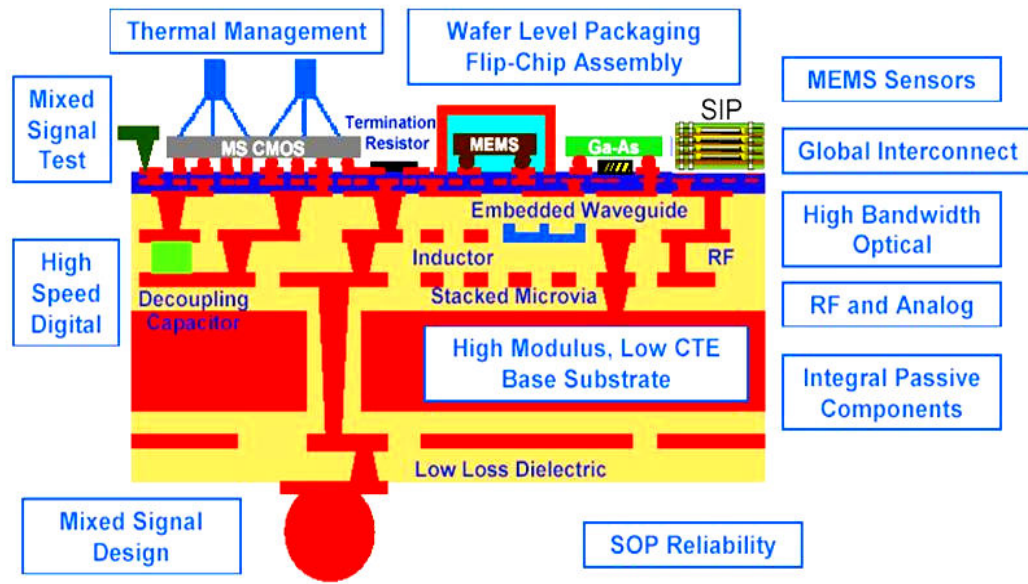 Thermal Management
Wafer Level Packaging
Flip-Chip Assembly
MEMS Sensors
Mixed
Signal
Test
SIP
Termination
Resistor
MS CMOS
MEMS
Ga-As
Global Interconnect
Embedded Waveguide
High Bandwidth
Optical
High
Speed
Digital
Inductor
RF
Decoupling
Capacitor
Stacked Microvia
RF and Analog
High Modulus, Low CTE
Base Substrate
Integral Passive
Components
Low Loss Dielectric
Mixed Signal
Design
SOP Reliability